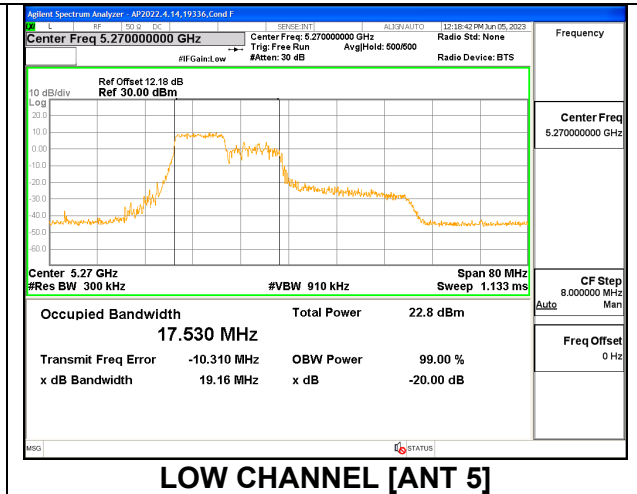 Agilent Spectrum Analyzer - AP2022.4.14,19336,Cond F
LXI L RF 50 Ω DC SENSE:INT ALIGN AUTO 12:18:42 PM Jun 05, 2023
Center Freq 5.270000000 GHz Center Freq: 5.270000000 GHz Radio Std: None
Trig: Free Run Avg|Hold: 500/500
#IFGain:Low #Atten: 30 dB Radio Device: BTS
Frequency
Ref Offset 12.18 dB
10 dB/div Ref 30.00 dBm
Log
20.0
10.0
0.00
-10.0
-20.0
-30.0
-40.0
-50.0
-60.0
Center Freq
5.270000000 GHz
Center 5.27 GHz Span 80 MHz
#Res BW 300 kHz #VBW 910 kHz Sweep 1.133 ms
CF Step
8.000000 MHz
Auto Man
Occupied Bandwidth Total Power 22.8 dBm
17.530 MHz
Transmit Freq Error -10.310 MHz OBW Power 99.00 %
x dB Bandwidth 19.16 MHz x dB -20.00 dB
Freq Offset
0 Hz
MSG STATUS
LOW CHANNEL [ANT 5]